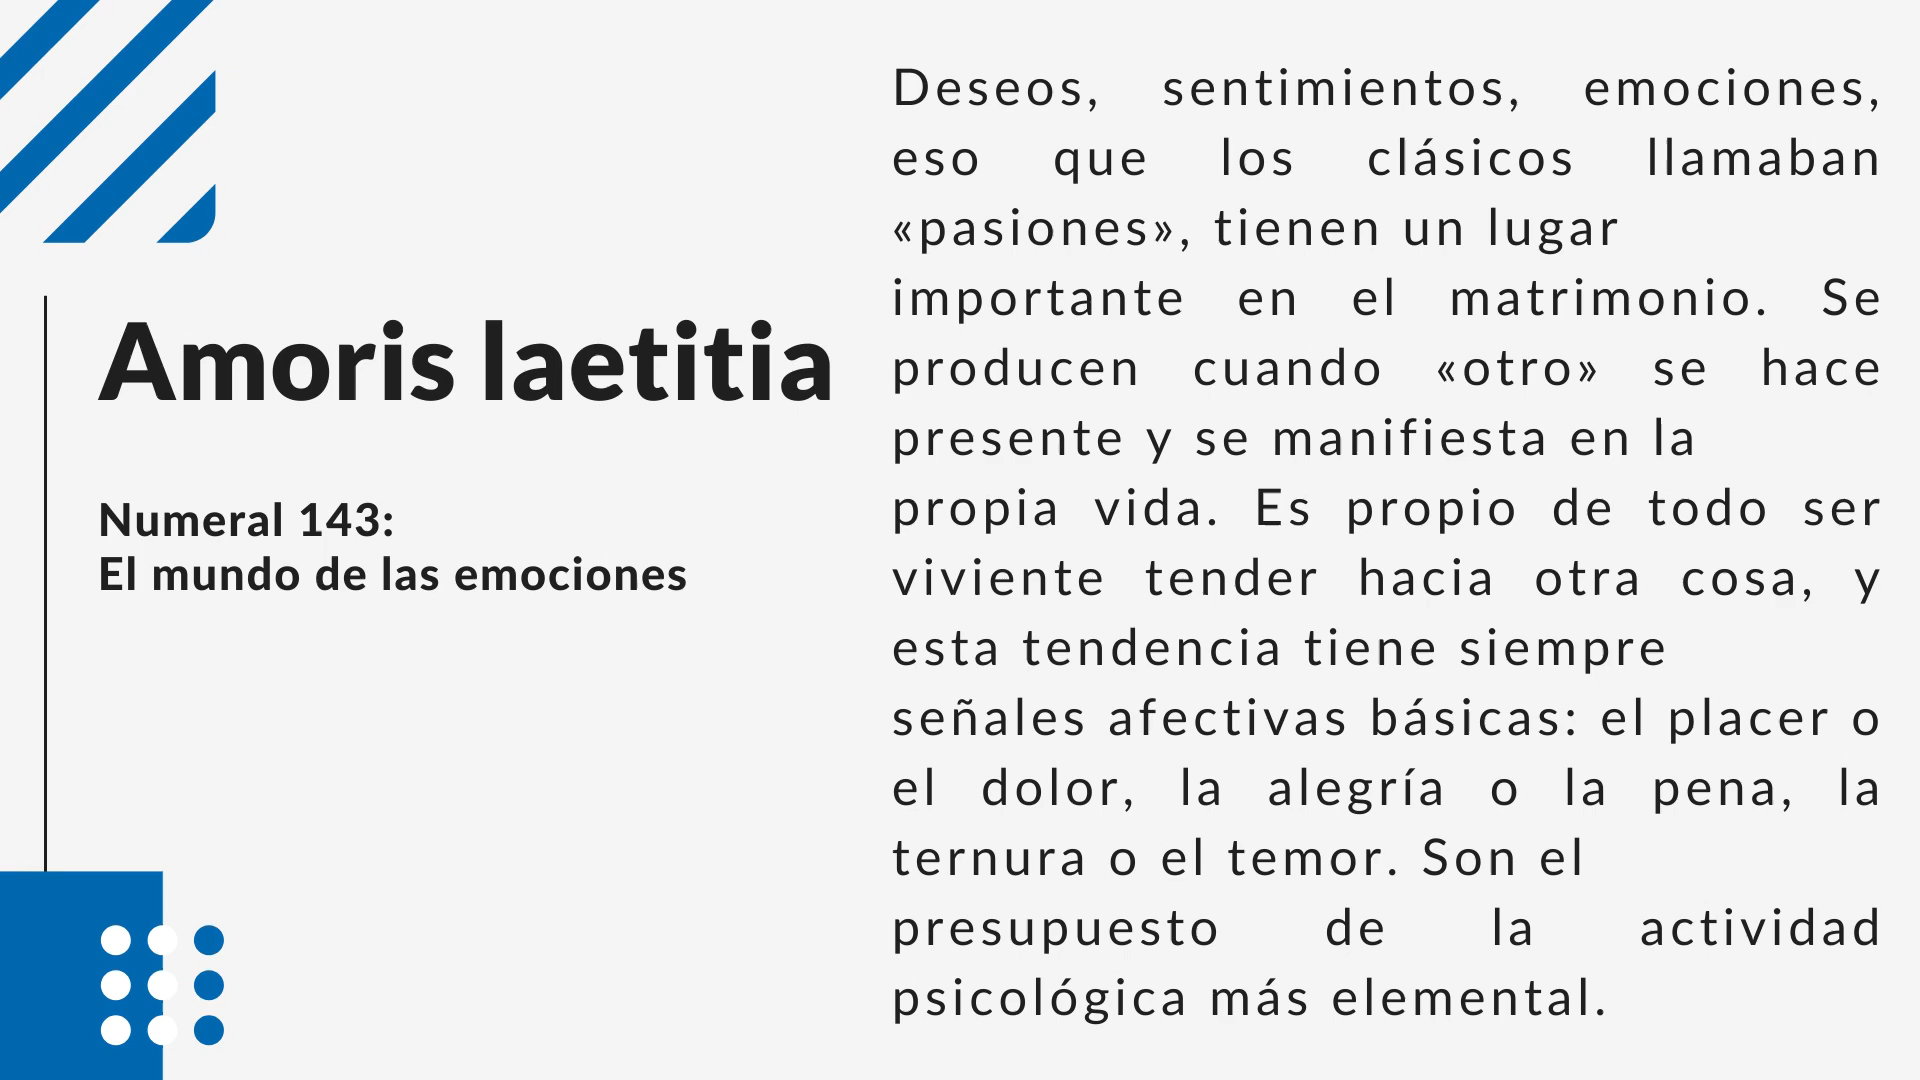 Amoris laetitia
Numeral 143:
El mundo de las emociones
Deseos, sentimientos, emociones,
eso que los clásicos llamaban
«pasiones», tienen un lugar
importante en el matrimonio. Se
producen cuando «otro» se hace
presente y se manifiesta en la
propia vida. Es propio de todo ser
viviente tender hacia otra cosa, y
esta tendencia tiene siempre
señales afectivas básicas: el placer o
el dolor, la alegría o la pena, la
ternura o el temor. Son el
presupuesto de la actividad
psicológica más elemental.